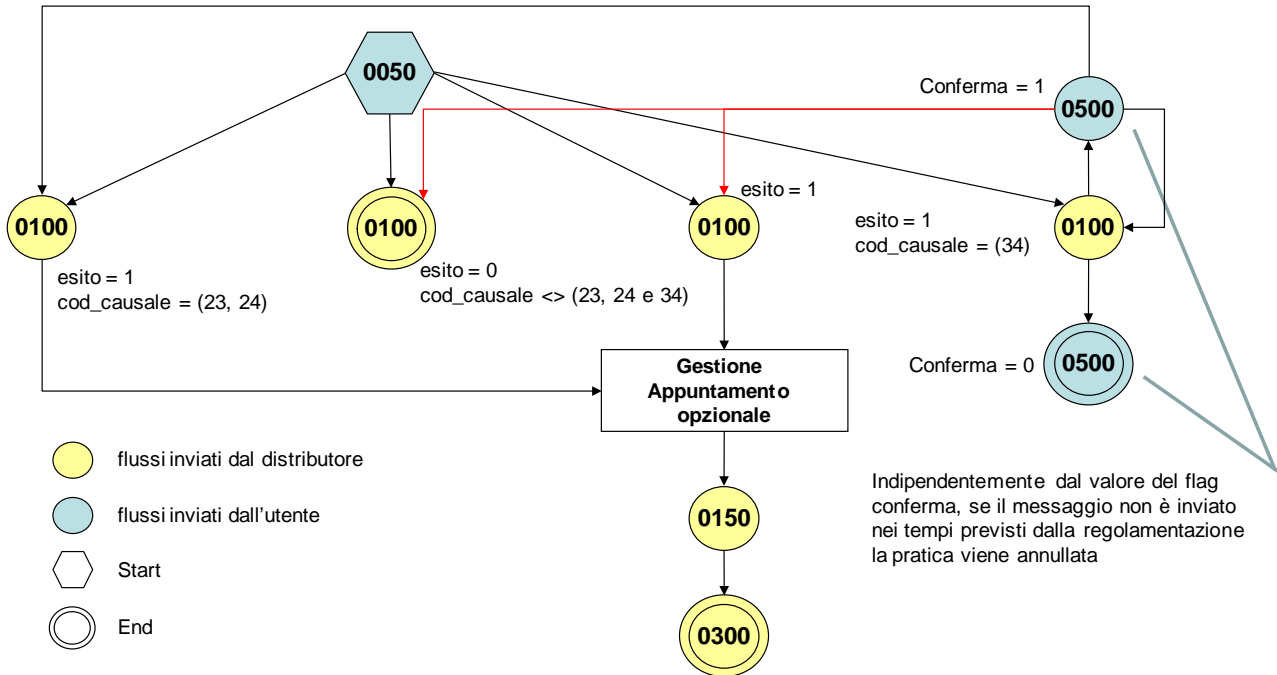 0050
Conferma = 1
0500
0100
0100
esito = 1
0100
esito = 1
cod_causale = (34)
0100
esito = 1
cod_causale = (23, 24)
esito = 0
cod_causale <> (23, 24 e 34)
Gestione
Appuntamento
opzionale
Conferma = 0
0500
flussi inviati dal distributore
flussi inviati dall'utente
Start
End
0150
0300
Indipendentemente dal valore del flag
conferma, se il messaggio non è inviato
nei tempi previsti dalla regolamentazione
la pratica viene annullata